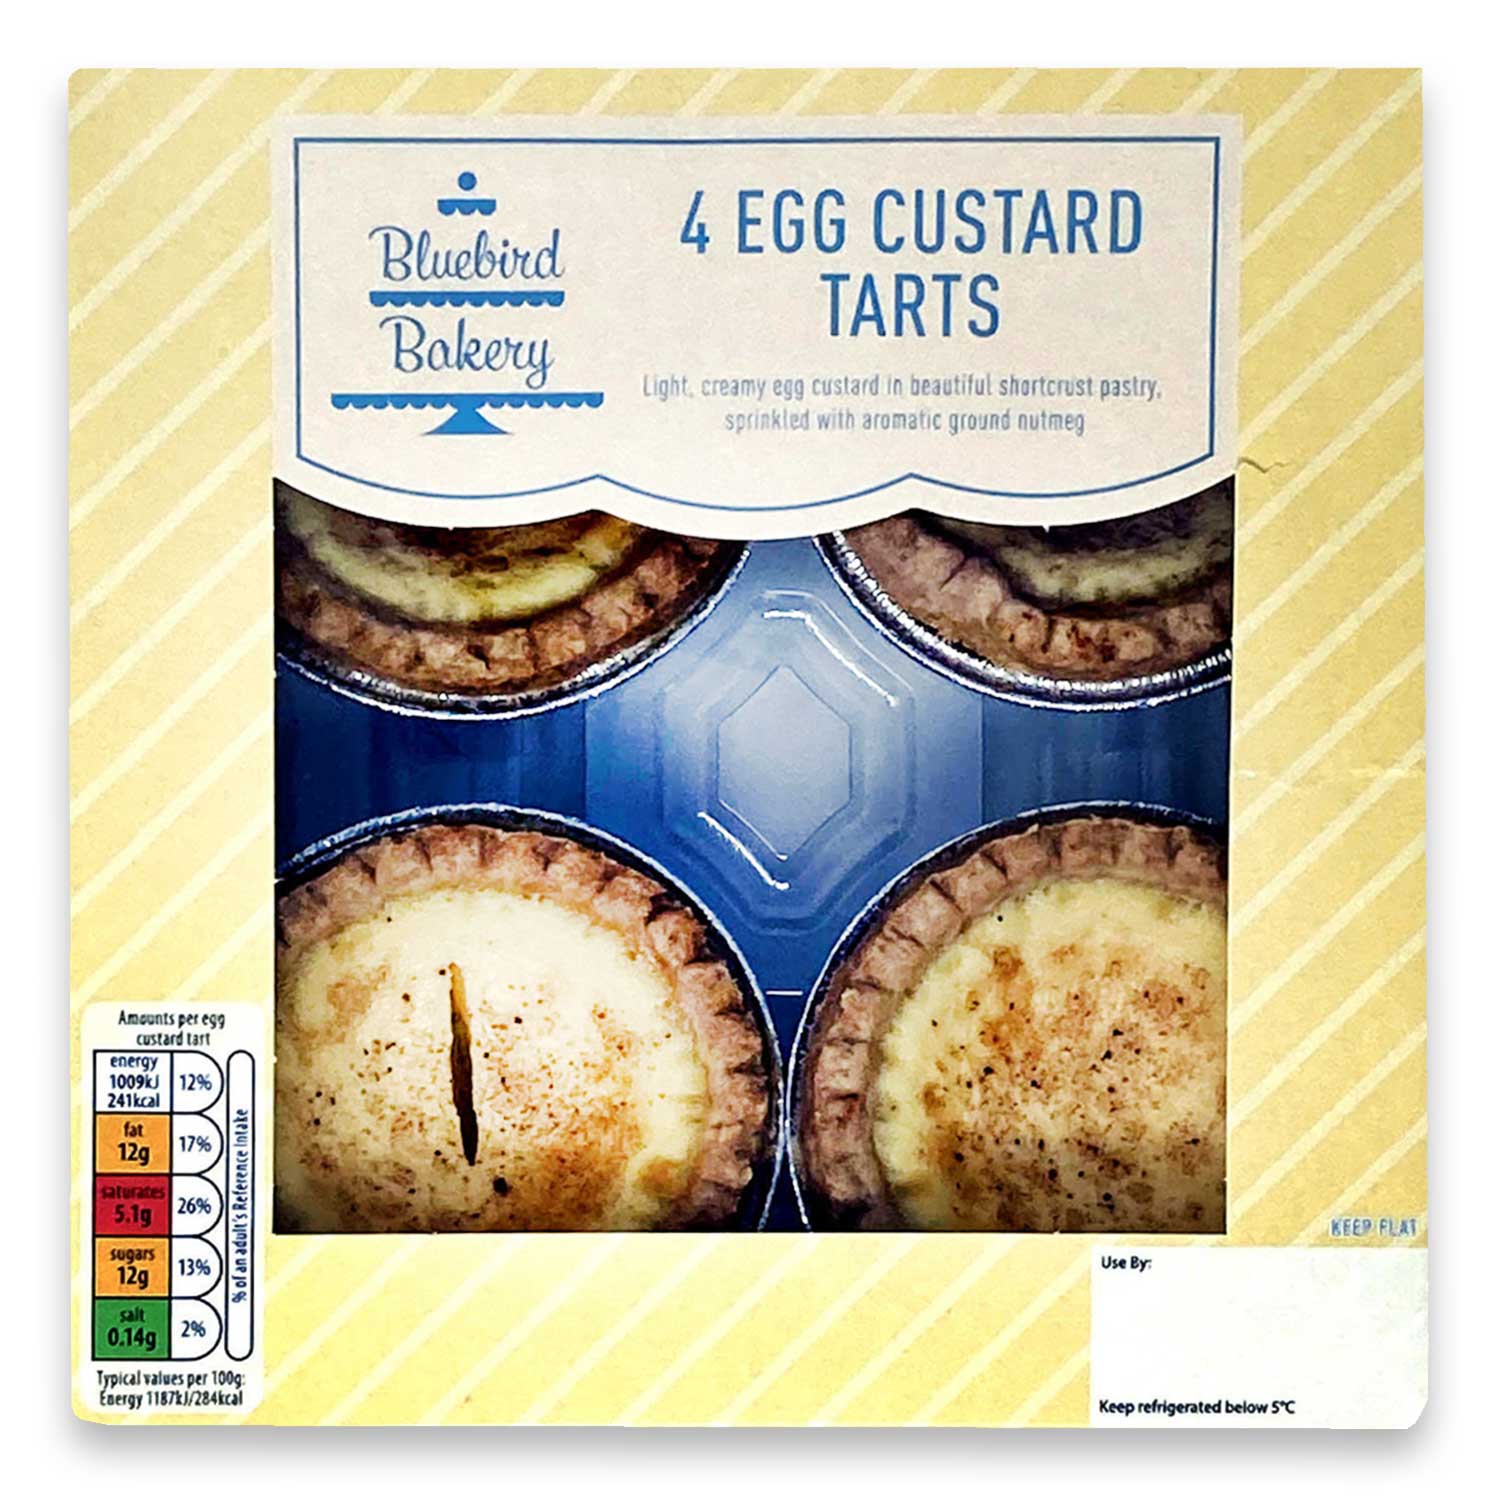 Bluebird
Bakery
4 EGG CUSTARD
TARTS
Light, creamy egg custard in beautiful shortcrust pastry,
sprinkled with aromatic ground nutmeg
Amounts per egg
custard tart
energy
1009kJ
241kcal
12%
fat
12g
17%
saturates
5.1g
26%
sugars
12g
13%
salt
0.14g
2%
% of an adult's Reference Intake
Typical values per 100g:
Energy 1187kJ/284kcal
KEEP FLAT
Use By:
Keep refrigerated below 5°C